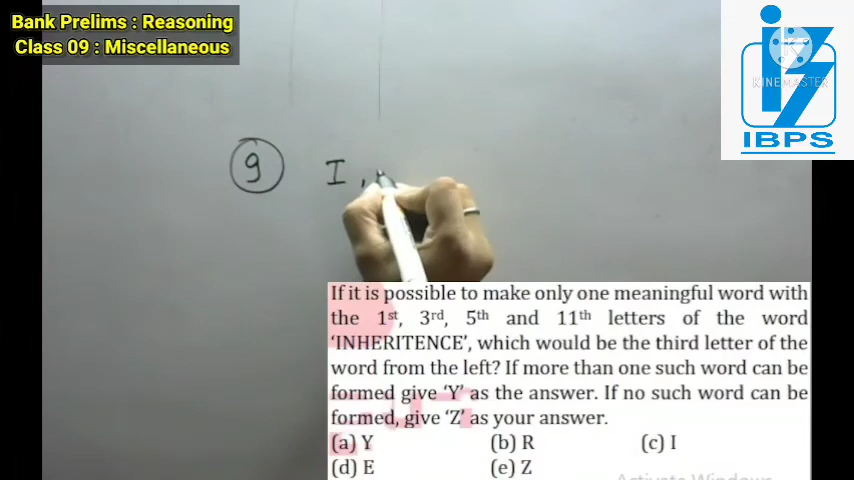 Bank Prelims : Reasoning
Class 09 : Miscellaneous
KINEMASTER
IBPS
9 I ,
If it is possible to make only one meaningful word with
the 1st, 3rd, 5th and 11th letters of the word
‘INHERITENCE’, which would be the third letter of the
word from the left? If more than one such word can be
formed give ‘Y’ as the answer. If no such word can be
formed, give ‘Z’ as your answer.
(a) Y (b) R (c) I
(d) E (e) Z
Activate Windows